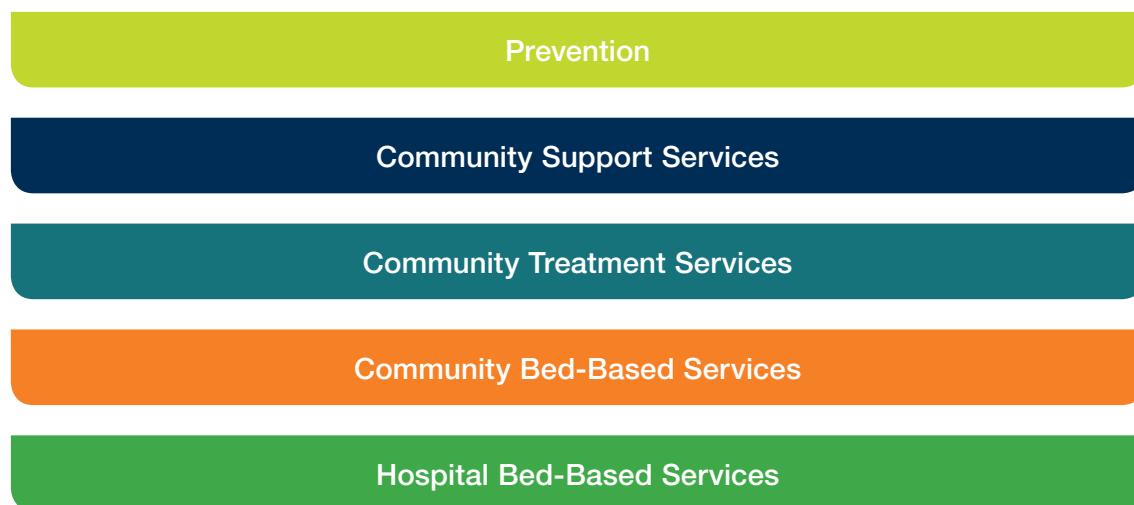 Prevention
Community Support Services
Community Treatment Services
Community Bed-Based Services
Hospital Bed-Based Services